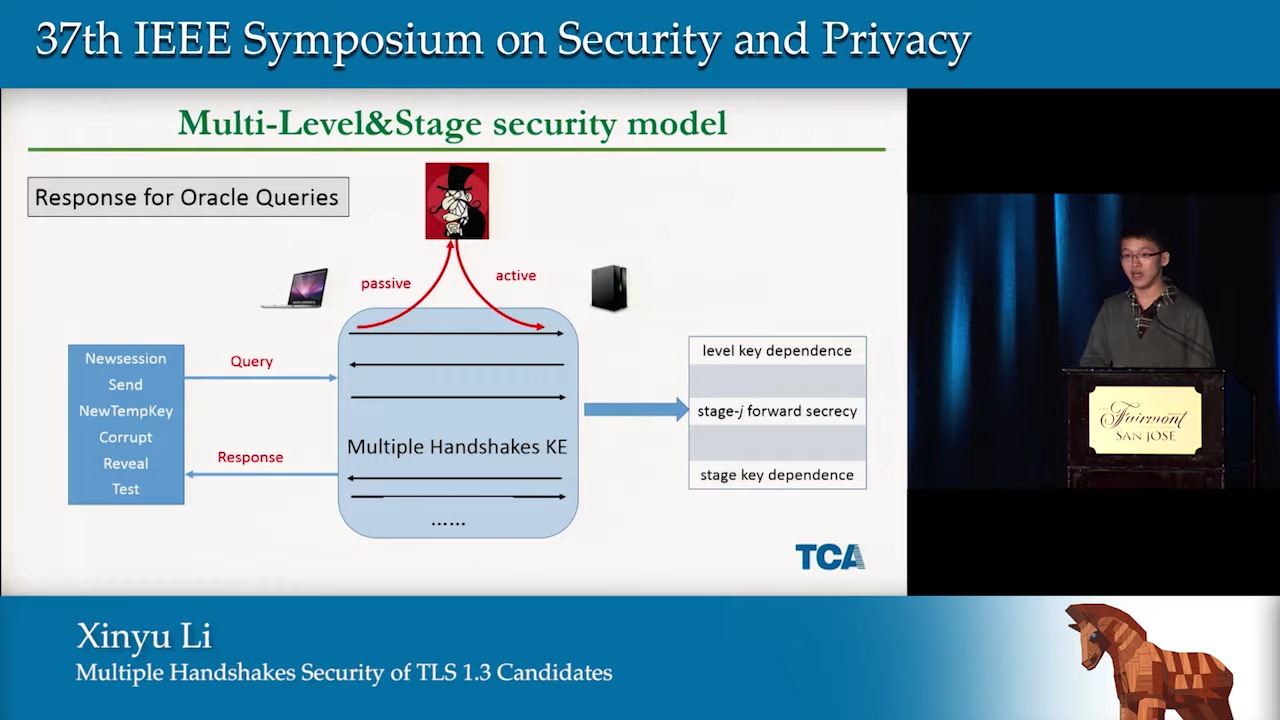 37th IEEE Symposium on Security and Privacy
Multi-Level&Stage security model
Response for Oracle Queries
passive
active
Newsession
Send
NewTempKey
Corrupt
Reveal
Test
Query
Response
Multiple Handshakes KE
......
level key dependence
stage-j forward secrecy
stage key dependence
TCA
Fairmont
SAN JOSE
Xinyu Li
Multiple Handshakes Security of TLS 1.3 Candidates